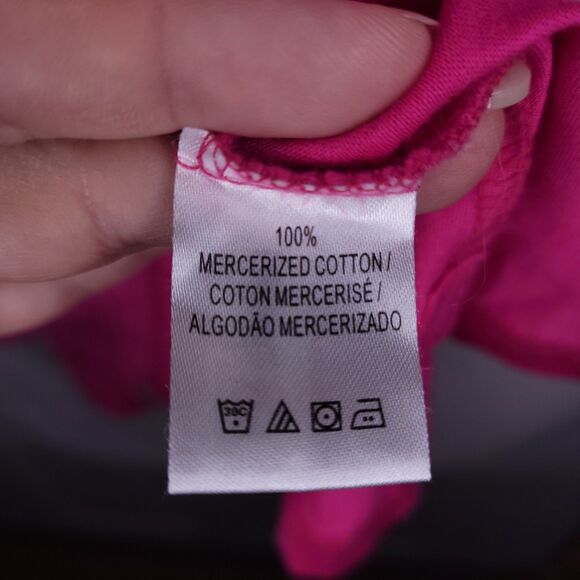 100%
MERCERIZED COTTON /
COTON MERCERISÉ /
ALGODÃO MERCERIZADO
30C